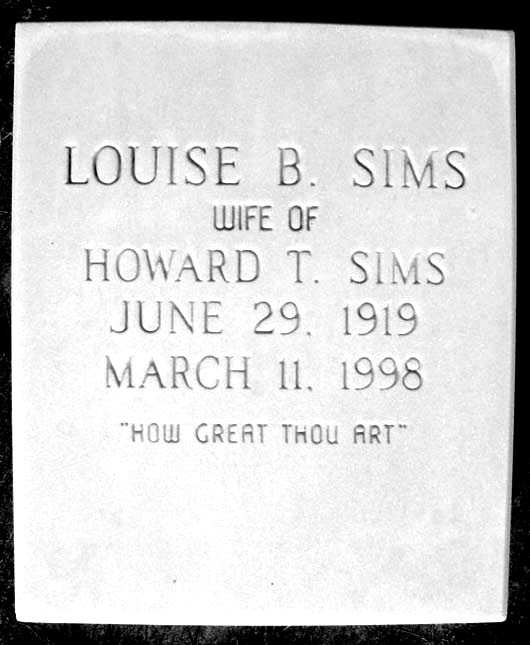 LOUISE B. SIMS
WIFE OF
HOWARD T. SIMS
JUNE 29. 1919
MARCH 11. 1998
"HOW GREAT THOU ART"